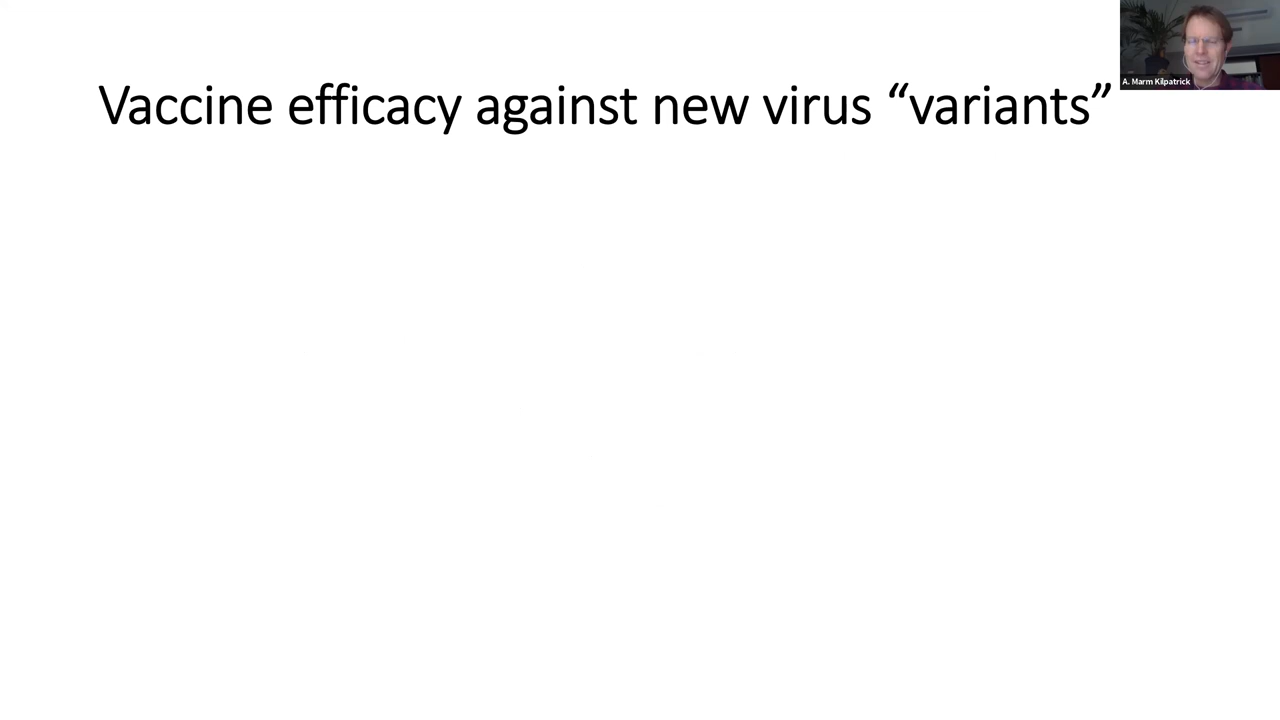 Vaccine efficacy against new virus “variants”
A. Marm Kilpatrick